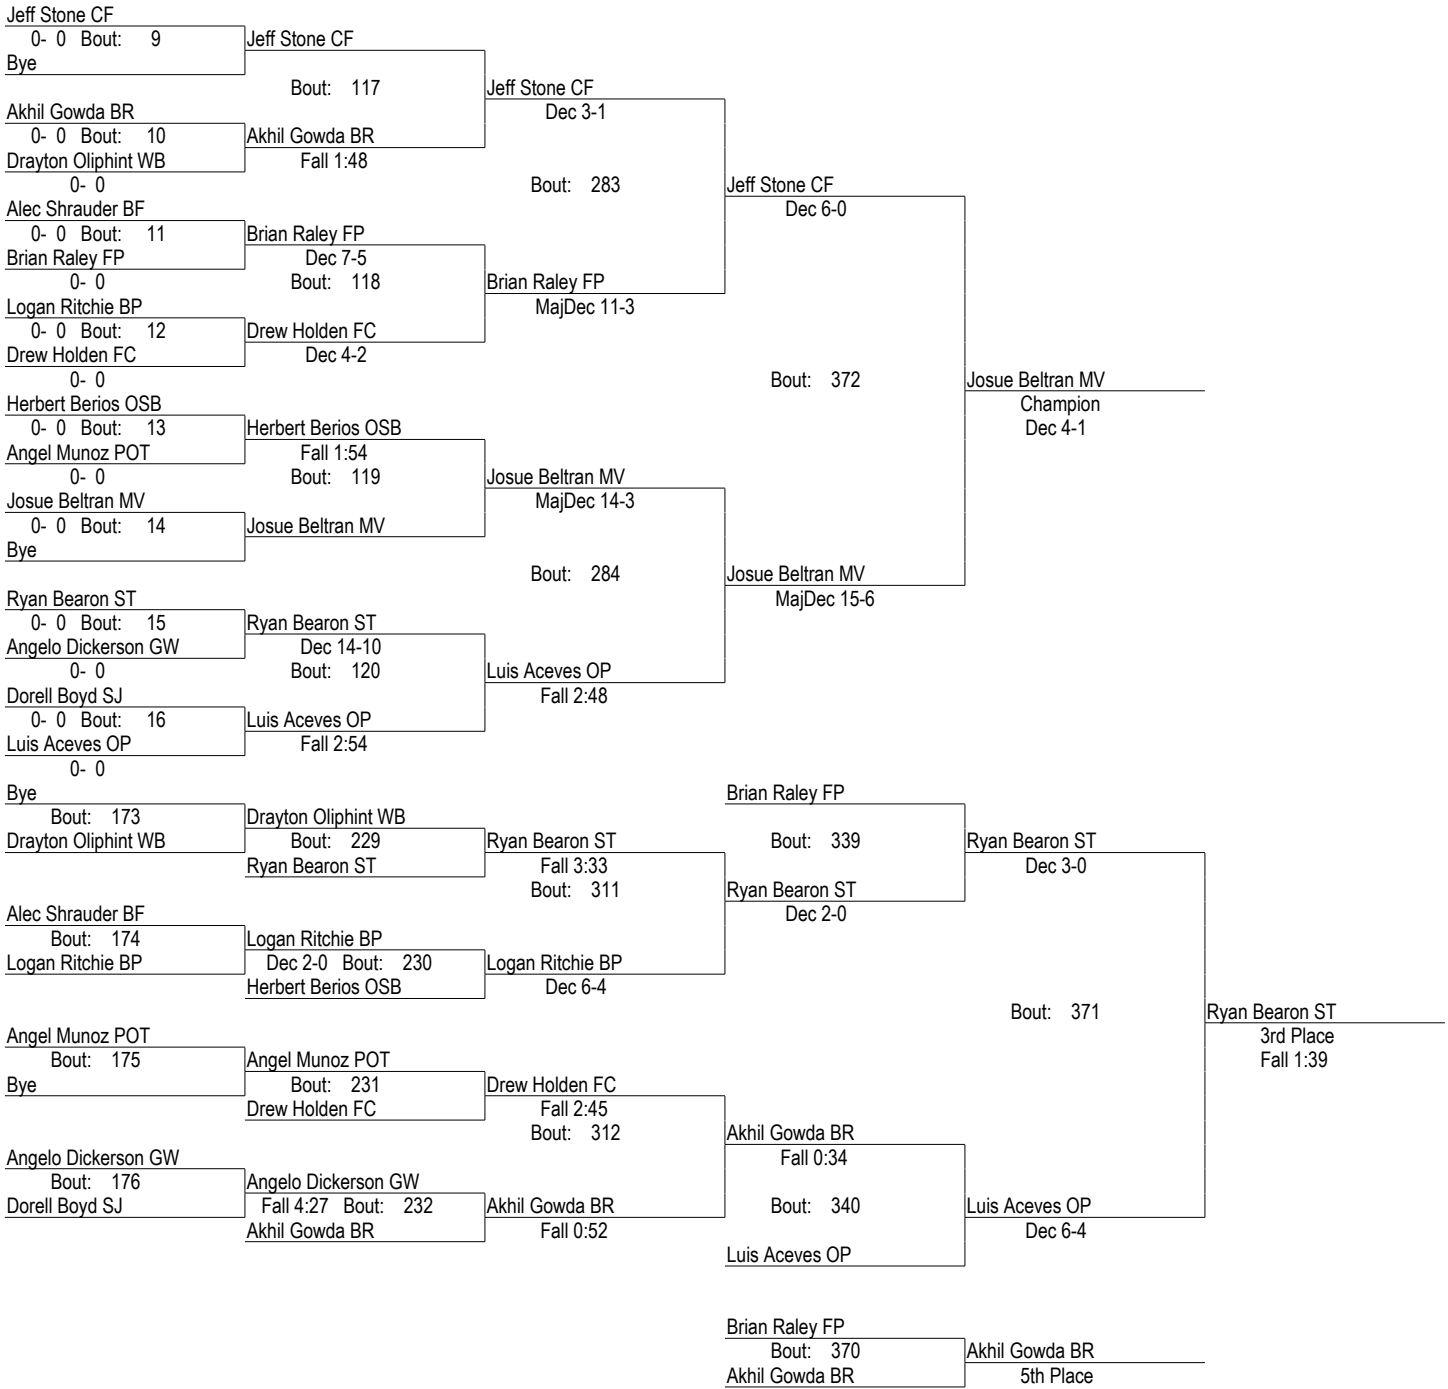 Jeff Stone CF
0- 0 Bout: 9 Jeff Stone CF
Bye
Bout: 117 Jeff Stone CF
Akhil Gowda BR Dec 3-1
0- 0 Bout: 10 Akhil Gowda BR
Drayton Oliphint WB Fall 1:48
0- 0 Bout: 283 Jeff Stone CF
Alec Shrauder BF Dec 6-0
0- 0 Bout: 11 Brian Raley FP
Brian Raley FP Dec 7-5
0- 0 Bout: 118 Brian Raley FP
Logan Ritchie BP MajDec 11-3
0- 0 Bout: 12 Drew Holden FC
Drew Holden FC Dec 4-2
0- 0 Bout: 372 Josue Beltran MV
Herbert Berios OSB Champion
0- 0 Bout: 13 Herbert Berios OSB Dec 4-1
Angel Munoz POT Fall 1:54
0- 0 Bout: 119 Josue Beltran MV
Josue Beltran MV MajDec 14-3
0- 0 Bout: 14 Josue Beltran MV
Bye
Bout: 284 Josue Beltran MV
Ryan Bearon ST MajDec 15-6
0- 0 Bout: 15 Ryan Bearon ST
Angelo Dickerson GW Dec 14-10
0- 0 Bout: 120 Luis Aceves OP
Dorell Boyd SJ Fall 2:48
0- 0 Bout: 16 Luis Aceves OP
Luis Aceves OP Fall 2:54
0- 0
Bye Brian Raley FP
Bout: 173 Drayton Oliphint WB
Drayton Oliphint WB Bout: 229 Ryan Bearon ST Bout: 339 Ryan Bearon ST
Ryan Bearon ST Fall 3:33 Dec 3-0
Bout: 311 Ryan Bearon ST
Alec Shrauder BF Dec 2-0
Bout: 174 Logan Ritchie BP
Logan Ritchie BP Dec 2-0 Bout: 230 Logan Ritchie BP
Herbert Berios OSB Dec 6-4
Bout: 371 Ryan Bearon ST
Angel Munoz POT 3rd Place
Bout: 175 Angel Munoz POT Fall 1:39
Bye Bout: 231 Drew Holden FC
Drew Holden FC Fall 2:45
Bout: 312 Akhil Gowda BR
Angelo Dickerson GW Fall 0:34
Bout: 176 Angelo Dickerson GW
Dorell Boyd SJ Fall 4:27 Bout: 232 Akhil Gowda BR Bout: 340 Luis Aceves OP
Akhil Gowda BR Fall 0:52 Dec 6-4
Luis Aceves OP
Brian Raley FP
Bout: 370 Akhil Gowda BR
Akhil Gowda BR 5th Place